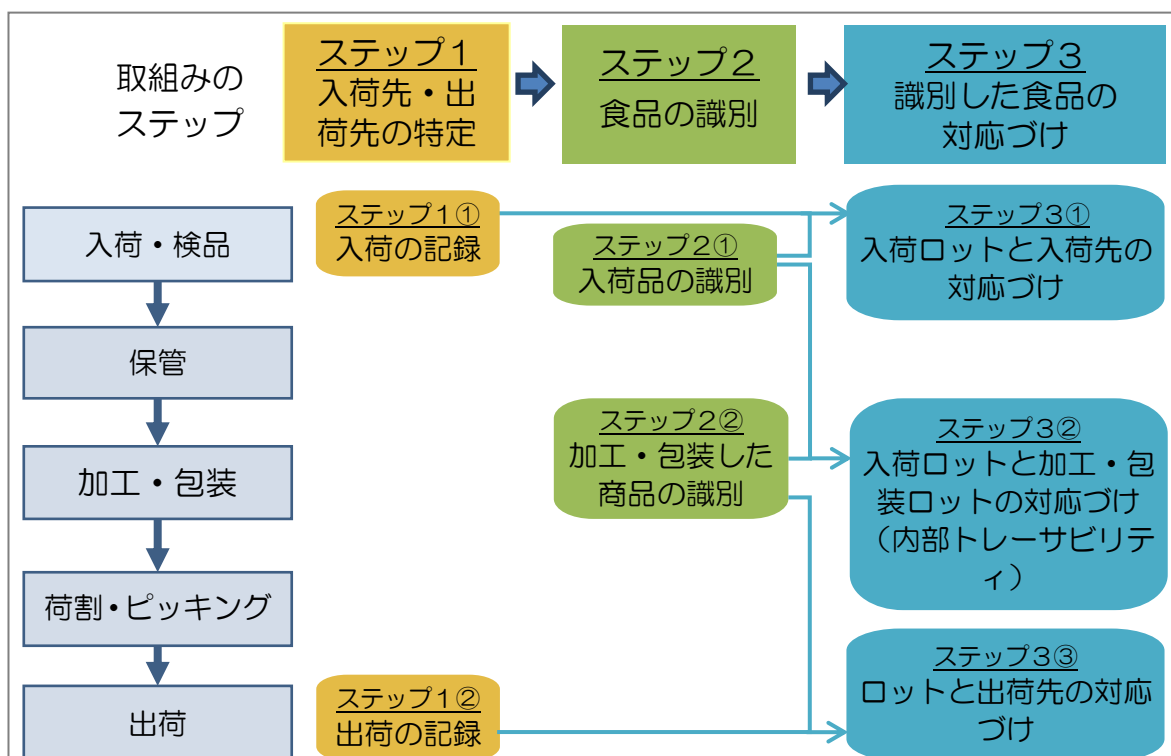 取組みの
ステップ
ステップ１
入荷先・出
荷先の特定
ステップ２
食品の識別
ステップ３
識別した食品の
対応づけ
入荷・検品
保管
加工・包装
荷割・ピッキング
出荷
ステップ１①
入荷の記録
ステップ１②
出荷の記録
ステップ２①
入荷品の識別
ステップ２②
加工・包装した
商品の識別
ステップ３①
入荷ロットと入荷先の
対応づけ
ステップ３②
入荷ロットと加工・包
装ロットの対応づけ
（内部トレーサビリテ
ィ）
ステップ３③
ロットと出荷先の対応
づけ